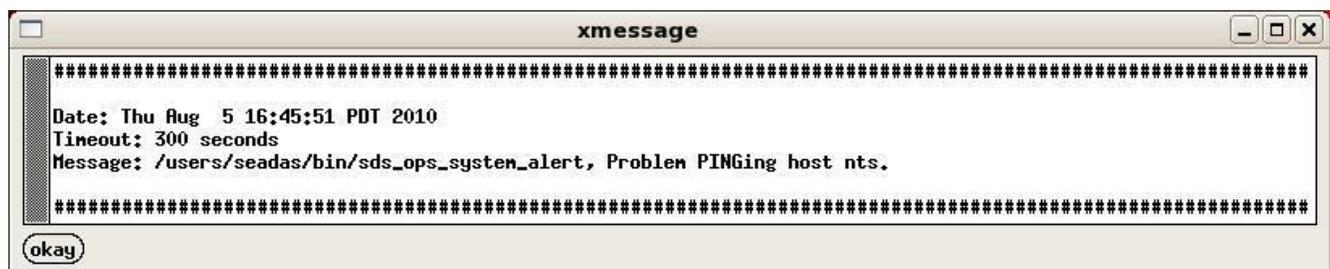 xmessage
################################################################################################################
Date: Thu Aug  5 16:45:51 PDT 2010
Timeout: 300 seconds
Message: /users/seadas/bin/sds_ops_system_alert, Problem PINGing host nts.
################################################################################################################
okay